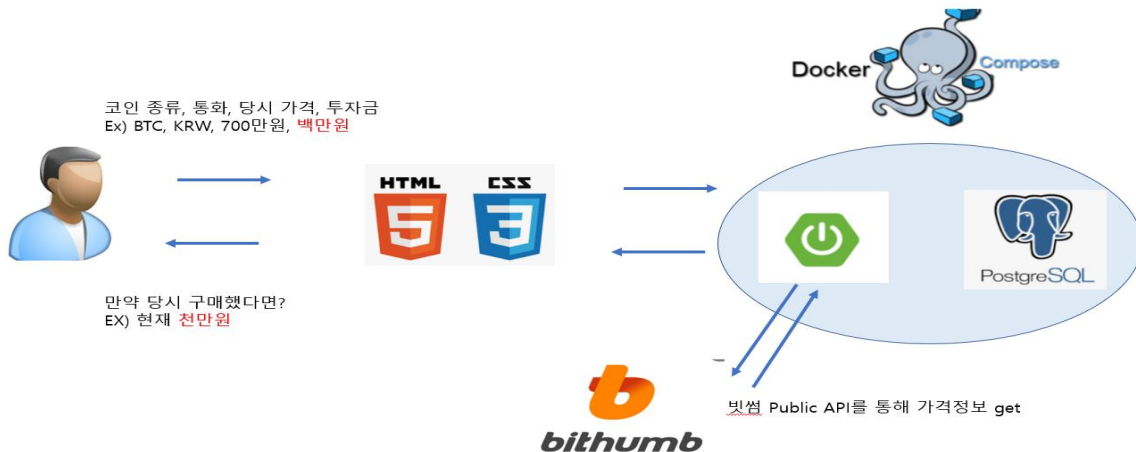 Docker Compose
코인 종류, 통화, 당시 가격, 투자금
Ex) BTC, KRW, 700만원, 백만원
HTML
5
CSS
3
PostgreSQL
만약 당시 구매했다면?
EX) 현재 천만원
bithumb
빗썸 Public API를 통해 가격정보 get